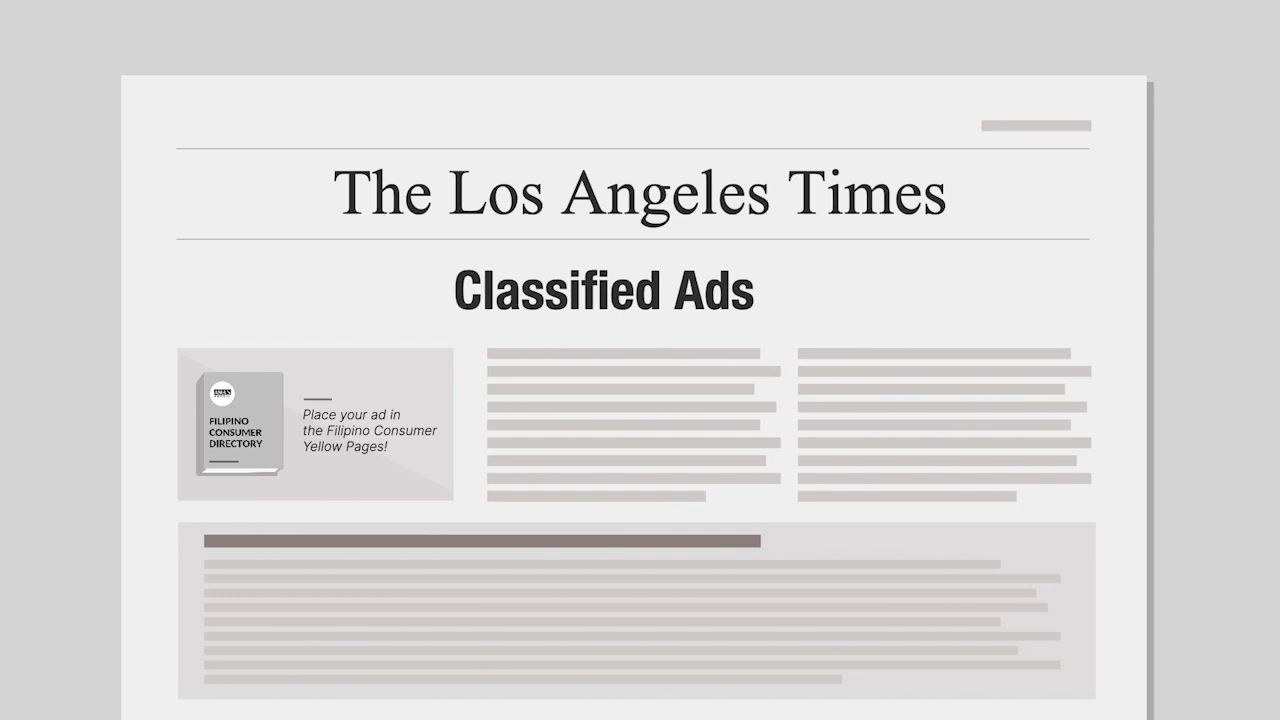 The Los Angeles Times
Classified Ads
FILIPINO
CONSUMER
DIRECTORY
Place your ad in
the Filipino Consumer
Yellow Pages!